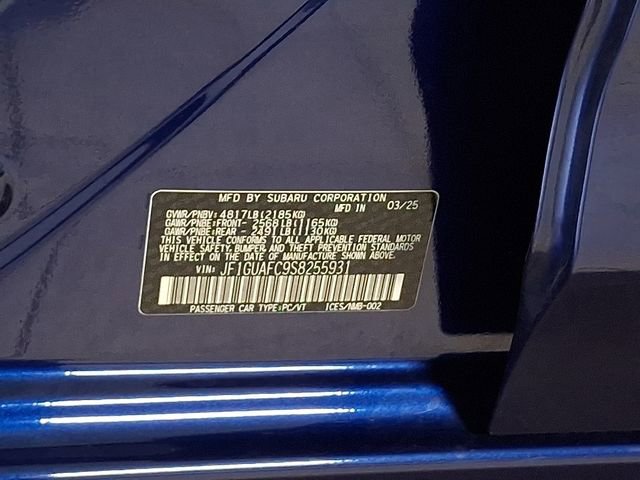 MFD BY SUBARU CORPORATION
MFD IN 03/25
GVWR/PNBV: 4817LB(2185KG)
GAWR/PNBE:FRONT- 2568LB(1165KG)
GAWR/PNBE:REAR - 2491LB(1130KG)
THIS VEHICLE CONFORMS TO ALL APPLICABLE FEDERAL MOTOR
VEHICLE SAFETY, BUMPER, AND THEFT PREVENTION STANDARDS
IN EFFECT ON THE DATE OF MANUFACTURE SHOWN ABOVE.
VIN: JF1GUAFC9S8255931
PASSENGER CAR TYPE:PC/VT ICES/NMB-002